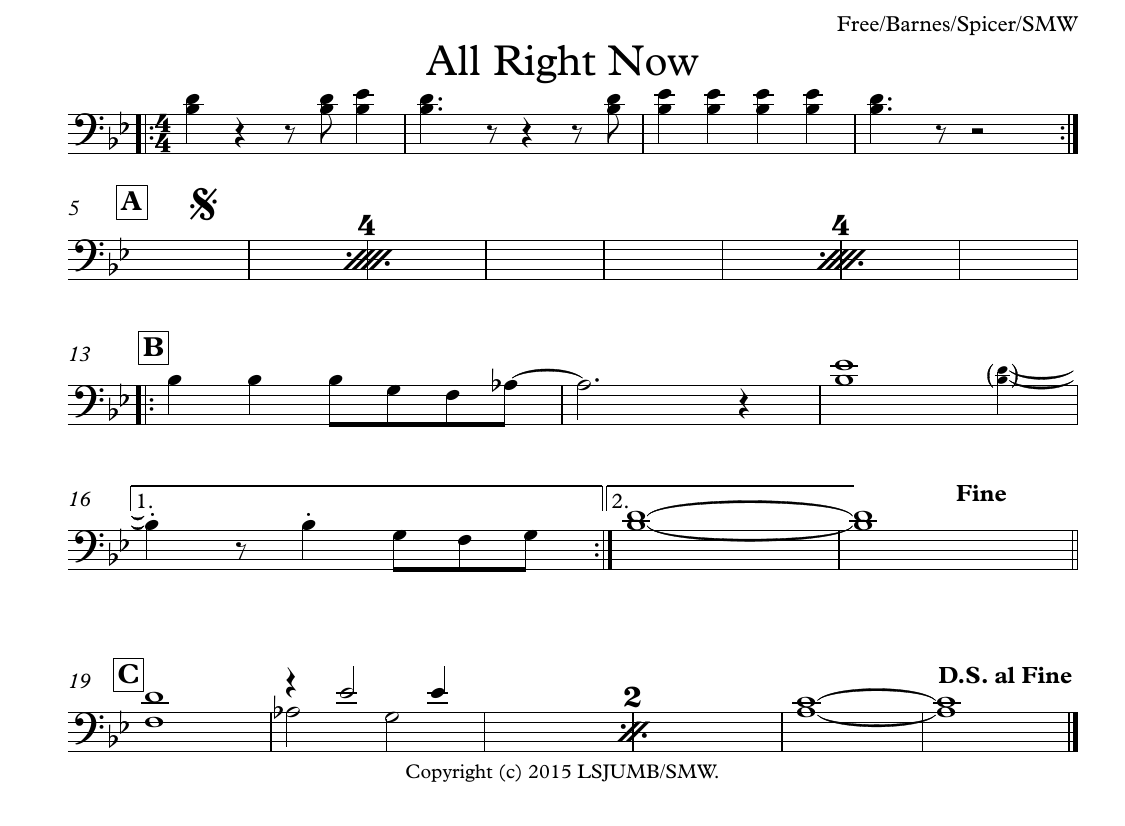 Free/Barnes/Spicer/SMW
All Right Now
4
4
5
A
4
4
13
B
16
1.
2.
Fine
19
C
2
D.S. al Fine
Copyright (c) 2015 LSJUMB/SMW.